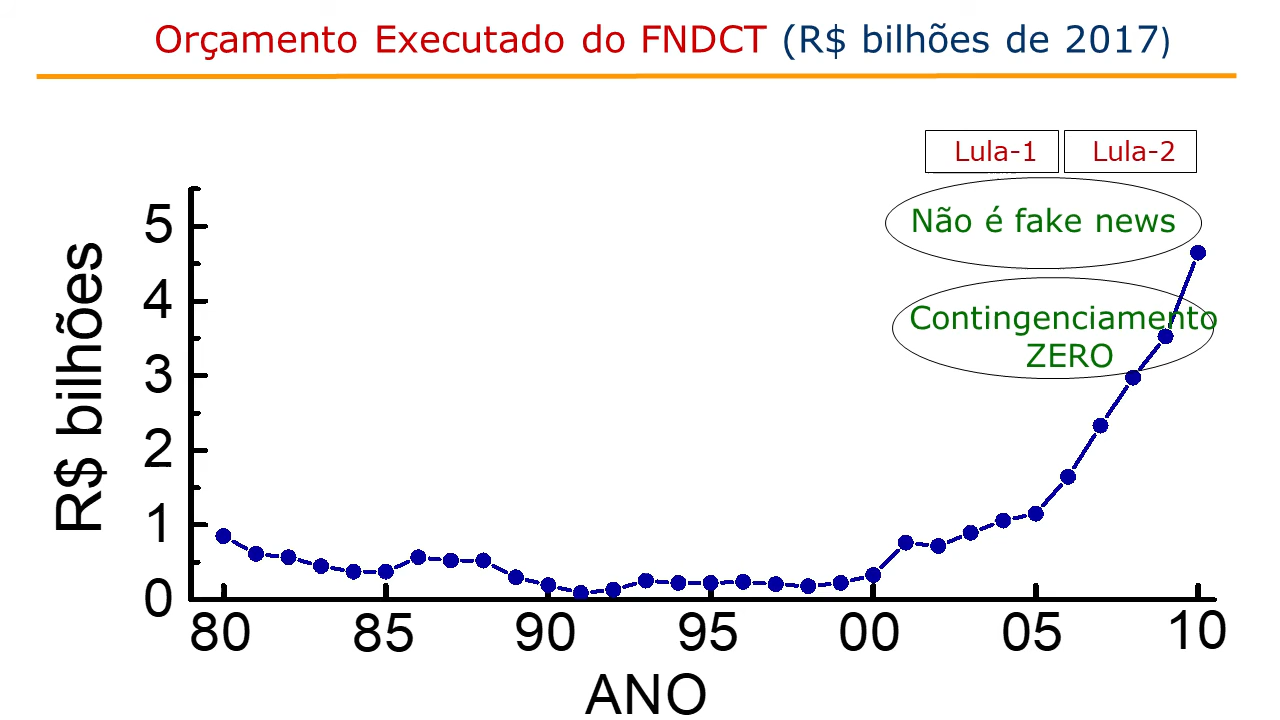 Orçamento Executado do FNDCT (R$ bilhões de 2017)
Lula-1 Lula-2
Não é fake news
Contingenciamento
ZERO
R$ bilhões
5
4
3
2
1
0
80 85 90 95 00 05 10
ANO